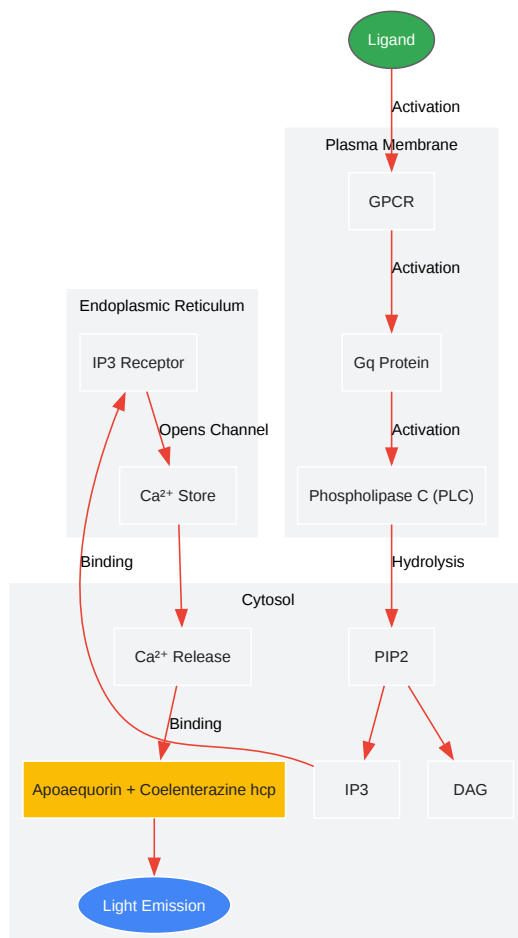 Ligand
Activation
Plasma Membrane
GPCR
Activation
Endoplasmic Reticulum
IP3 Receptor
Gq Protein
Opens Channel
Activation
Ca²⁺ Store
Phospholipase C (PLC)
Binding
Hydrolysis
Cytosol
Ca²⁺ Release
PIP2
Binding
Apoaequorin + Coelenterazine hcp
IP3
DAG
Light Emission